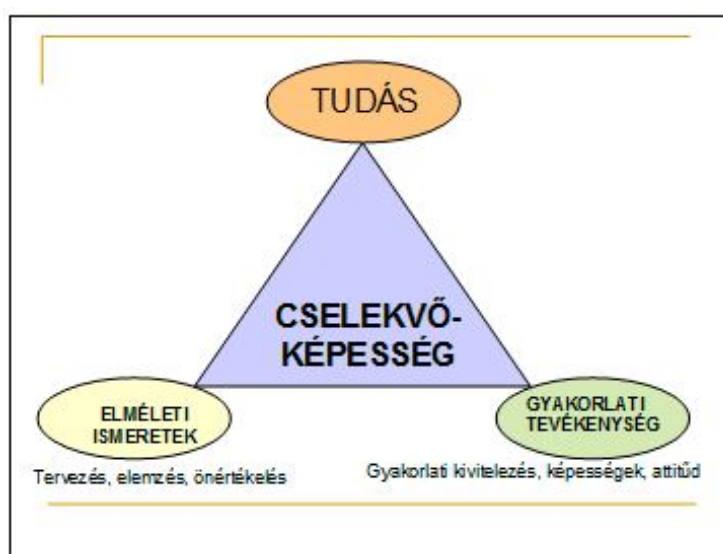 TUDÁS
CSELEKVŐ-
KÉPESSÉG
ELMÉLETI
ISMERETEK
GYAKORLATI
TEVÉKENYSÉG
Tervezés, elemzés, önértékelés
Gyakorlati kivitelezés, képességek, attitűd